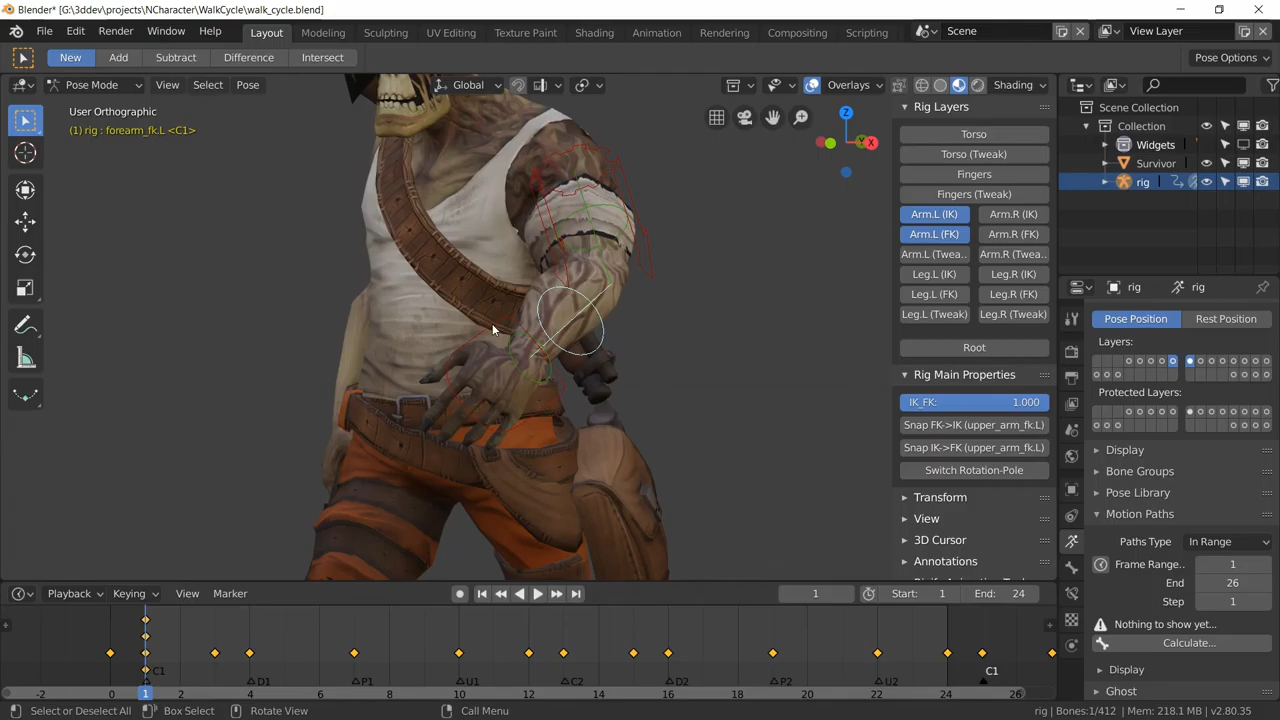 Blender* [G:\3ddev\projects\NCharacter\WalkCycle\walk_cycle.blend]
File Edit Render Window Help Layout Modeling Sculpting UV Editing Texture Paint Shading Animation Rendering Compositing Scripting Scene View Layer
New Add Subtract Difference Intersect Pose Options
Pose Mode View Select Pose Global Overlays Shading
User Orthographic
(1) rig : forearm_fk.L <C1>
Z
Y
X
Rig Layers
Torso
Torso (Tweak)
Fingers
Fingers (Tweak)
Arm.L (IK) Arm.R (IK)
Arm.L (FK) Arm.R (FK)
Arm.L (Twea.. Arm.R (Twea..
Leg.L (IK) Leg.R (IK)
Leg.L (FK) Leg.R (FK)
Leg.L (Tweak) Leg.R (Tweak)
Root
Rig Main Properties
IK_FK: 1.000
Snap FK->IK (upper_arm_fk.L)
Snap IK->FK (upper_arm_fk.L)
Switch Rotation-Pole
Transform
View
3D Cursor
Annotations
Scene Collection
Collection
Widgets
Survivor
rig
rig rig
Pose Position Rest Position
Layers:
Protected Layers:
Display
Bone Groups
Pose Library
Motion Paths
Paths Type In Range
Frame Range.. 1
End 26
Step 1
Nothing to show yet...
Calculate...
Display
Ghost
Playback Keying View Marker 1 Start: 1 End: 24
C1 D1 P1 U1 C2 D2 P2 U2 C1
-2 0 1 2 4 6 8 10 12 14 16 18 20 22 24 26
Select or Deselect All Box Select Rotate View Call Menu rig | Bones:1/412 | Mem: 218.1 MB | v2.80.35